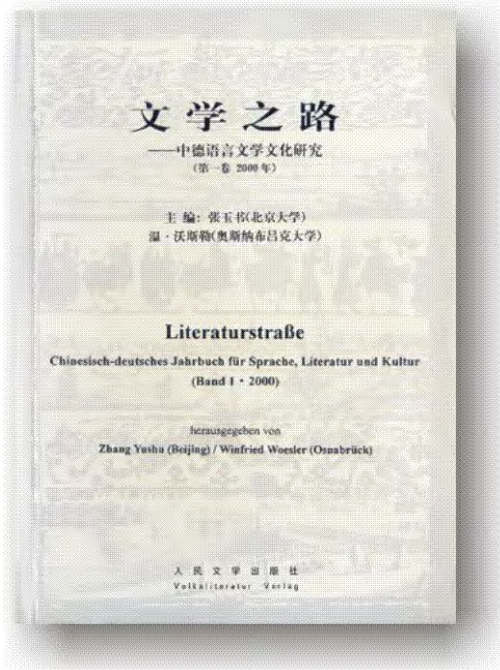 文学之路
——中德语言文学文化研究
(第一卷 2000年)
主 编: 张玉书(北京大学)
温·沃斯勒(奥斯纳布吕克大学)
Literaturstraße
Chinesisch-deutsches Jahrbuch für Sprache, Literatur und Kultur
(Band 1 · 2000)
herausgegeben von
Zhang Yushu (Beijing) / Winfried Woesler (Osnabrück)
人民文学出版社
Volksliteratur Verlag